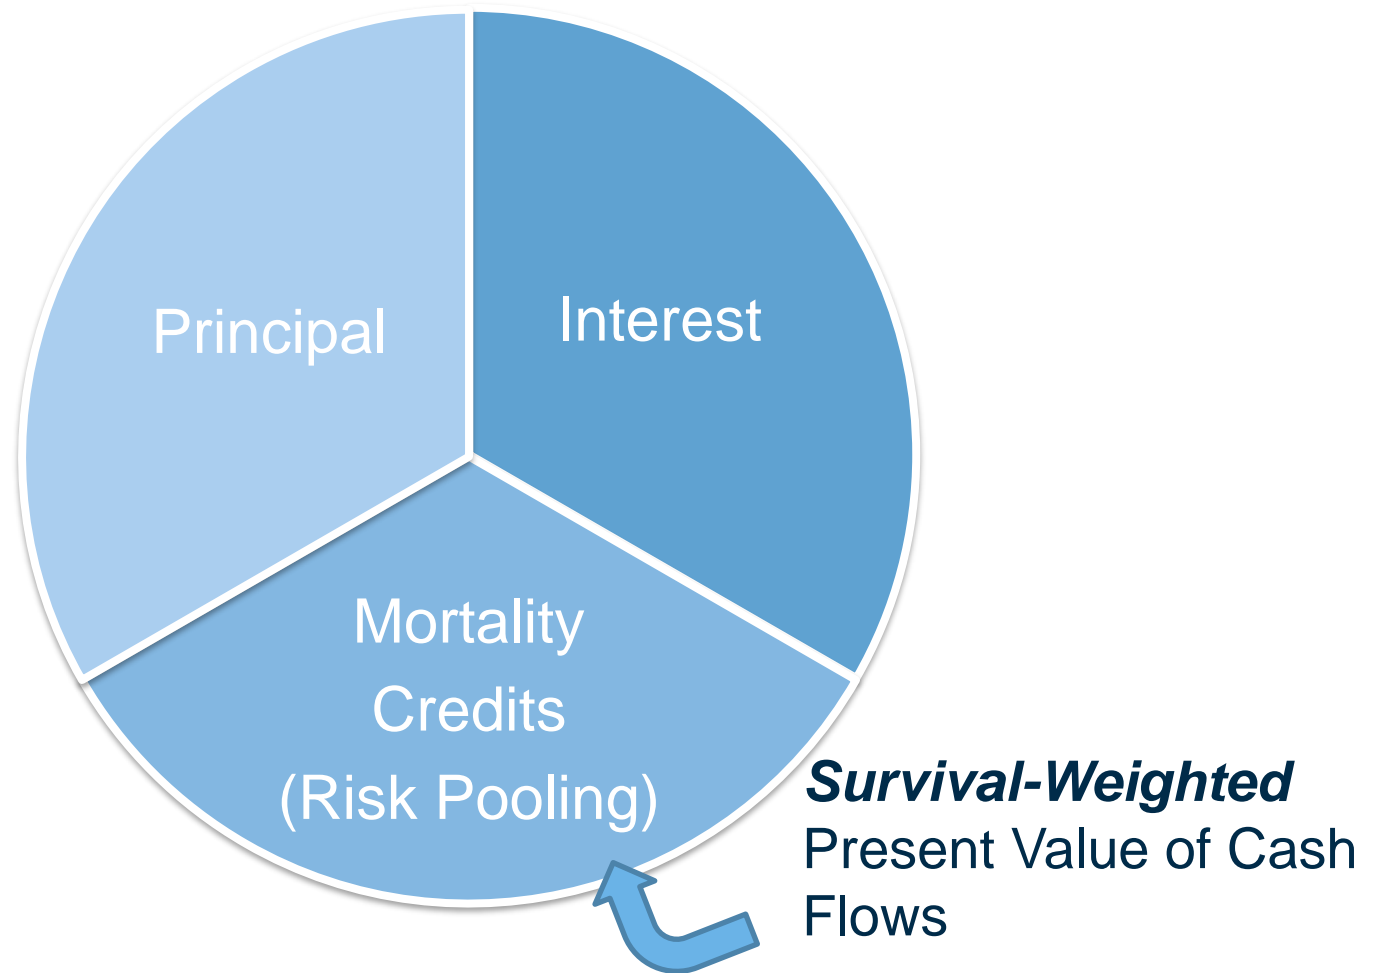 Principal
Interest
Mortality
Credits
(Risk Pooling)
Survival-Weighted
Present Value of Cash
Flows